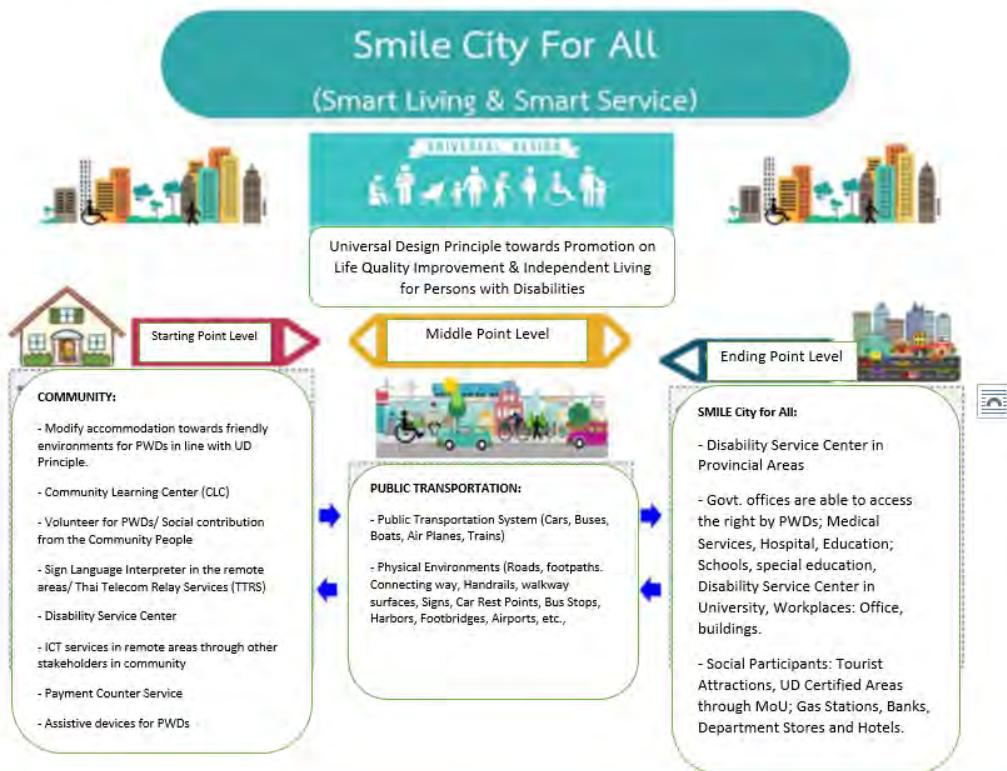 Smile City For All
(Smart Living & Smart Service)
UNIVERSAL DESIGN
Universal Design Principle towards Promotion on
Life Quality Improvement & Independent Living
for Persons with Disabilities
Starting Point Level
Middle Point Level
Ending Point Level
COMMUNITY:
- Modify accommodation towards friendly
environments for PWDs in line with UD
Principle.
- Community Learning Center (CLC)
- Volunteer for PWDs/ Social contribution
from the Community People
- Sign Language Interpreter in the remote
areas/ Thai Telecom Relay Services (TTRS)
- Disability Service Center
- ICT services in remote areas through other
stakeholders in community
- Payment Counter Service
- Assistive devices for PWDs
PUBLIC TRANSPORTATION:
- Public Transportation System (Cars, Buses,
Boats, Air Planes, Trains)
- Physical Environments (Roads, footpaths.
Connecting way, Handrails, walkway
surfaces, Signs, Car Rest Points, Bus Stops,
Harbors, Footbridges, Airports, etc.,
SMILE City for All:
- Disability Service Center in
Provincial Areas
- Govt. offices are able to access
the right by PWDs; Medical
Services, Hospital, Education;
Schools, special education,
Disability Service Center in
University, Workplaces: Office,
buildings.
- Social Participants: Tourist
Attractions, UD Certified Areas
through MoU; Gas Stations, Banks,
Department Stores and Hotels.